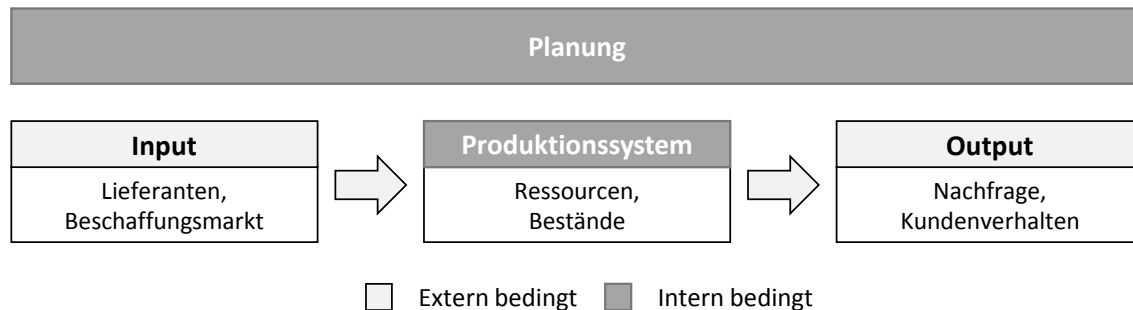 Planung
Input
Lieferanten,
Beschaffungsmarkt
Produktionssystem
Ressourcen,
Bestände
Output
Nachfrage,
Kundenverhalten
Extern bedingt
Intern bedingt